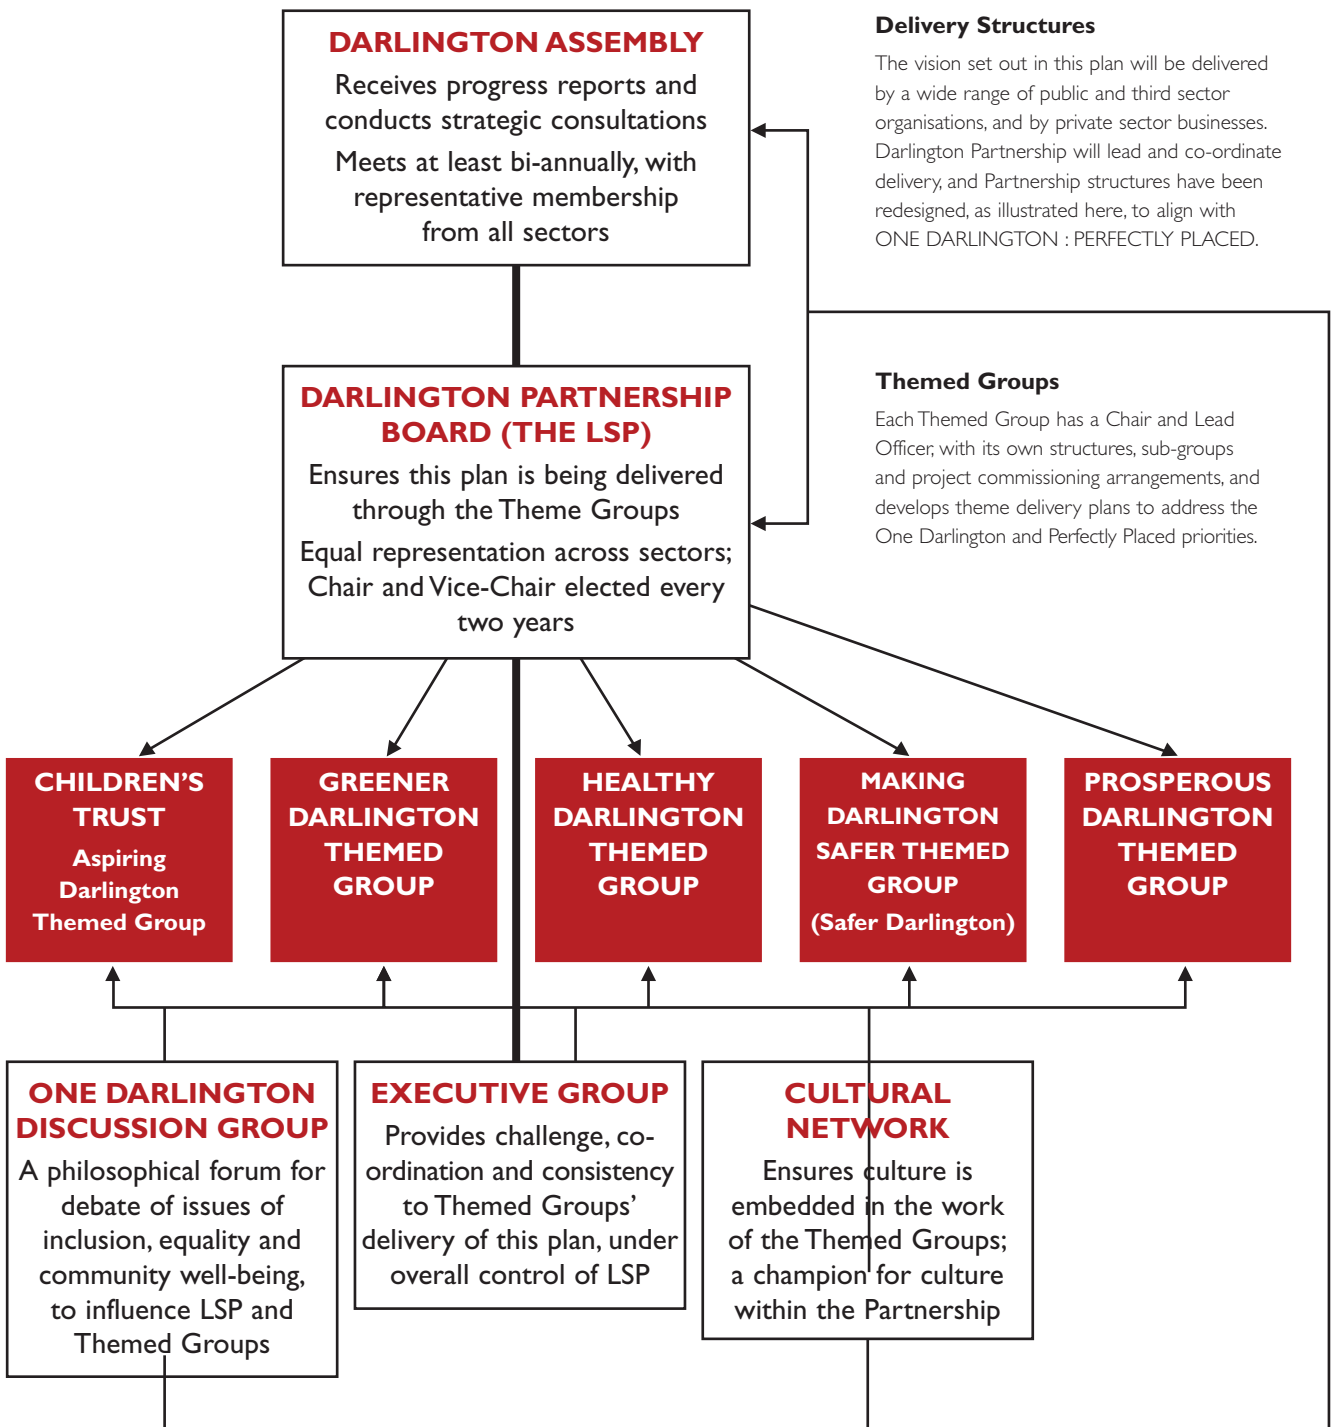 DARLINGTON ASSEMBLY
Receives progress reports and
conducts strategic consultations
Meets at least bi-annually, with
representative membership
from all sectors
Delivery Structures
The vision set out in this plan will be delivered
by a wide range of public and third sector
organisations, and by private sector businesses.
Darlington Partnership will lead and co-ordinate
delivery, and Partnership structures have been
redesigned, as illustrated here, to align with
ONE DARLINGTON : PERFECTLY PLACED.
DARLINGTON PARTNERSHIP
BOARD (THE LSP)
Ensures this plan is being delivered
through the Theme Groups
Equal representation across sectors;
Chair and Vice-Chair elected every
two years
Themed Groups
Each Themed Group has a Chair and Lead
Officer, with its own structures, sub-groups
and project commissioning arrangements, and
develops theme delivery plans to address the
One Darlington and Perfectly Placed priorities.
CHILDREN’S
TRUST
Aspiring
Darlington
Themed Group
GREENER
DARLINGTON
THEMED
GROUP
HEALTHY
DARLINGTON
THEMED
GROUP
MAKING
DARLINGTON
SAFER THEMED
GROUP
(Safer Darlington)
PROSPEROUS
DARLINGTON
THEMED
GROUP
ONE DARLINGTON
DISCUSSION GROUP
A philosophical forum for
debate of issues of
inclusion, equality and
community well-being,
to influence LSP and
Themed Groups
EXECUTIVE GROUP
Provides challenge, co-
ordination and consistency
to Themed Groups’
delivery of this plan, under
overall control of LSP
CULTURAL
NETWORK
Ensures culture is
embedded in the work
of the Themed Groups;
a champion for culture
within the Partnership